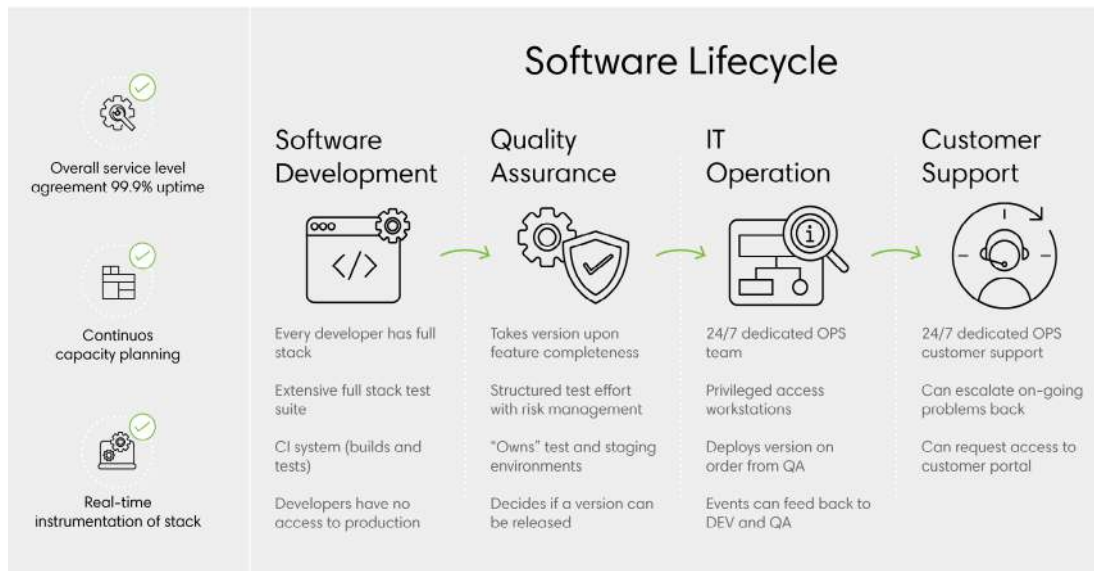 Overall service level
agreement 99.9% uptime
Continuos
capacity planning
Real-time
instrumentation of stack
Software Lifecycle
Software
Development
Every developer has full
stack
Extensive full stack test
suite
CI system (builds and
tests)
Developers have no
access to production
Quality
Assurance
Takes version upon
feature completeness
Structured test effort
with risk management
"Owns" test and staging
environments
Decides if a version can
be released
IT
Operation
24/7 dedicated OPS
team
Privileged access
workstations
Deploys version on
order from QA
Events can feed back to
DEV and QA
Customer
Support
24/7 dedicated OPS
customer support
Can escalate on-going
problems back
Can request access to
customer portal